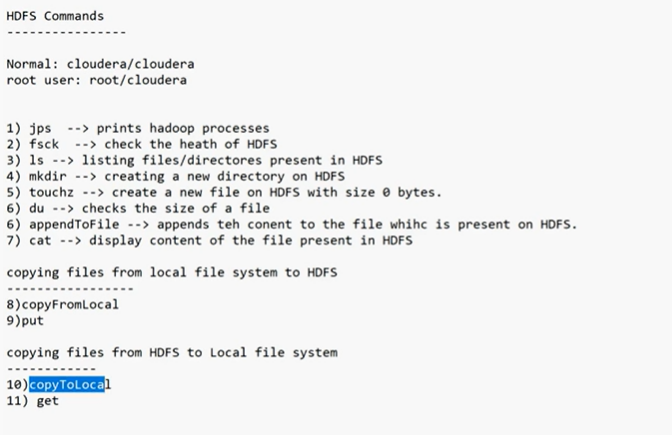 HDFS Commands
----------------
Normal: cloudera/cloudera
root user: root/cloudera
1) jps  --> prints hadoop processes
2) fsck  --> check the heath of HDFS
3) ls --> listing files/directores present in HDFS
4) mkdir --> creating a new directory on HDFS
5) touchz --> create a new file on HDFS with size 0 bytes.
6) du --> checks the size of a file
6) appendToFile --> appends teh conent to the file whihc is present on HDFS.
7) cat --> display content of the file present in HDFS
copying files from local file system to HDFS
-----------------
8)copyFromLocal
9)put
copying files from HDFS to Local file system
------------
10)copyToLocal
11) get